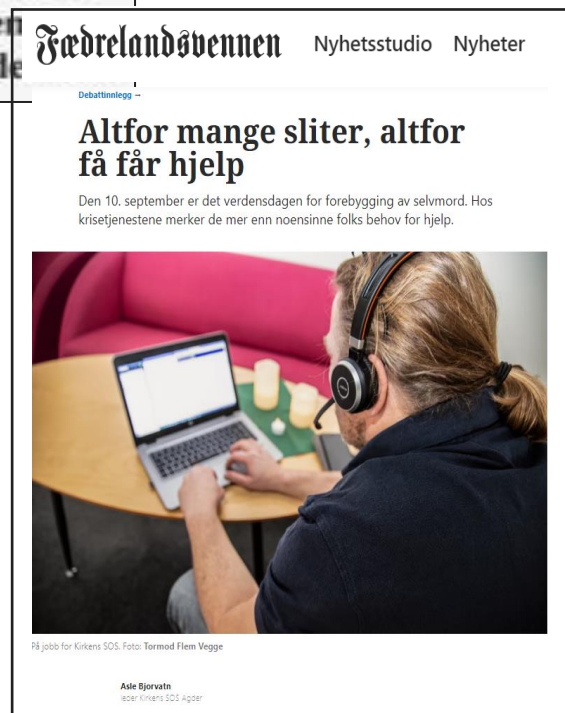 Fædrelandsvennen Nyhetsstudio Nyheter
Debattinnlegg –
Altfor mange sliter, altfor
få får hjelp
Den 10. september er det verdensdagen for forebygging av selvmord. Hos
krisetjenestene merker de mer enn noensinne folks behov for hjelp.
På jobb for Kirkens SOS. Foto: Tormod Flem Vegge
Asle Bjorvatn
leder Kirkens SOS Agder